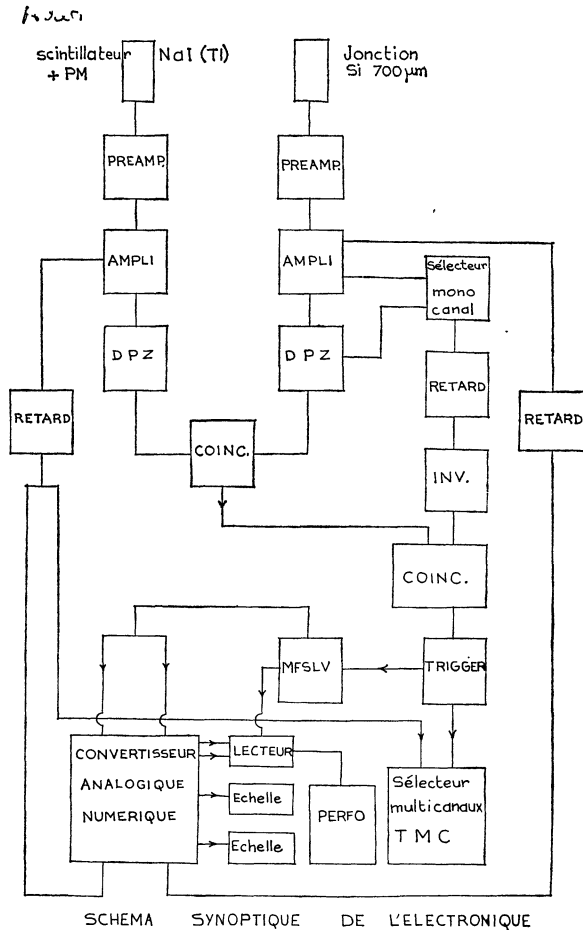 scintillateur NaI (Tl)
+ PM
Jonction
Si 700µm
PREAMP.
PREAMP.
AMPLI
AMPLI
Sélecteur
mono
canal
DPZ
DPZ
RETARD
RETARD
RETARD
COINC.
INV.
COINC.
MFSLV
TRIGGER
CONVERTISSEUR
ANALOGIQUE
NUMERIQUE
LECTEUR
Echelle
Echelle
PERFO
Sélecteur
multicanaux
TMC
SCHEMA SYNOPTIQUE DE L'ELECTRONIQUE